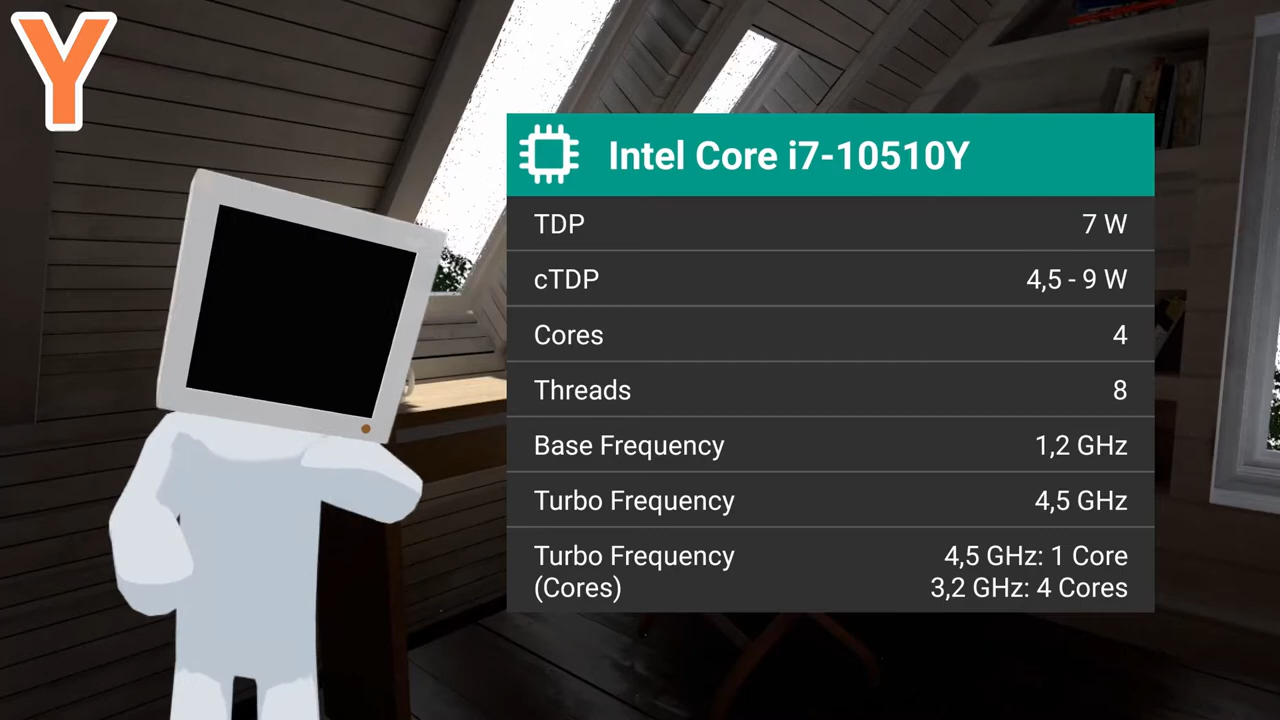 Y
Intel Core i7-10510Y
TDP 7 W
cTDP 4,5 - 9 W
Cores 4
Threads 8
Base Frequency 1,2 GHz
Turbo Frequency 4,5 GHz
Turbo Frequency 4,5 GHz: 1 Core
(Cores) 3,2 GHz: 4 Cores